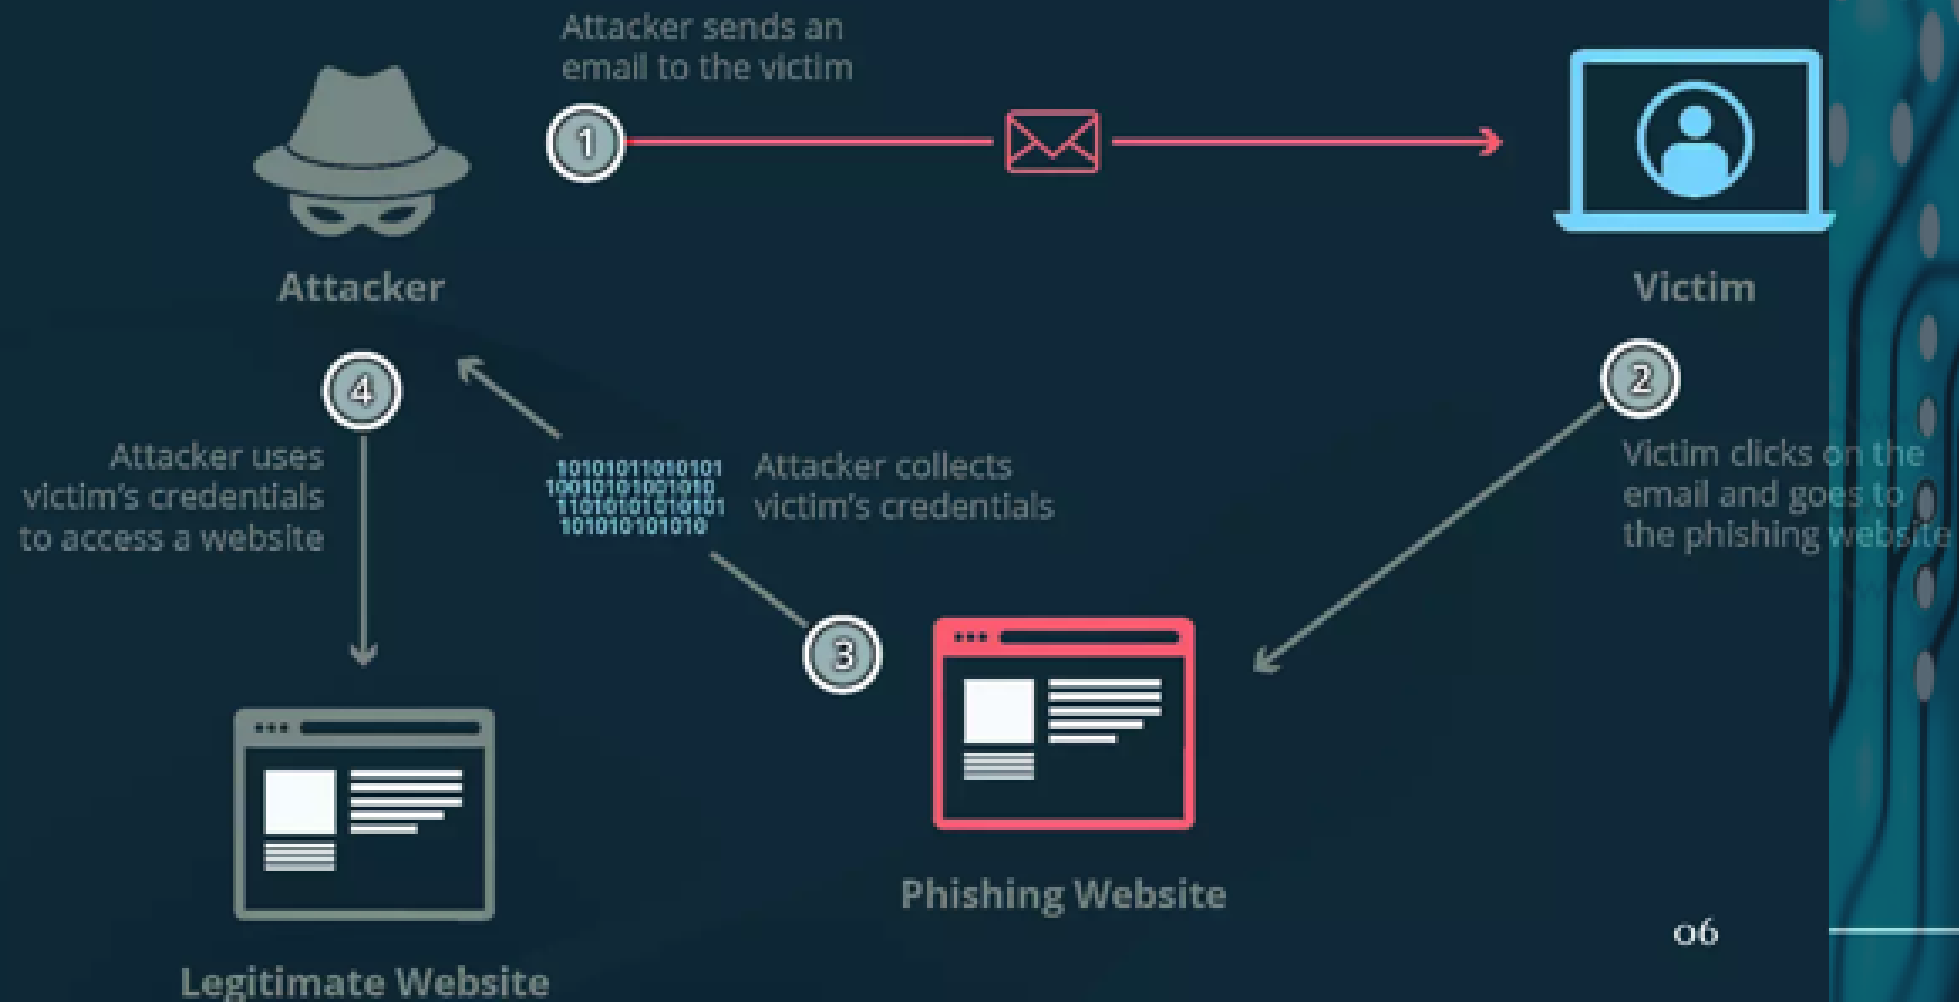 Attacker sends an
email to the victim
1
Attacker
Victim
4
2
Attacker uses
victim's credentials
to access a website
10101011010101
10010101001010
11010101010101
101010101010
Attacker collects
victim's credentials
Victim clicks on the
email and goes to
the phishing website
3
Phishing Website
06
Legitimate Website